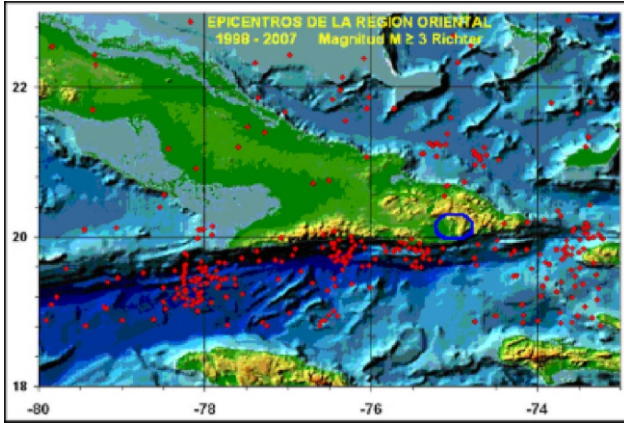 EPICENTROS DE LA REGION ORIENTAL
1998 - 2007 Magnitud M ≥ 3 Richter
22
20
18
-80 -78 -76 -74